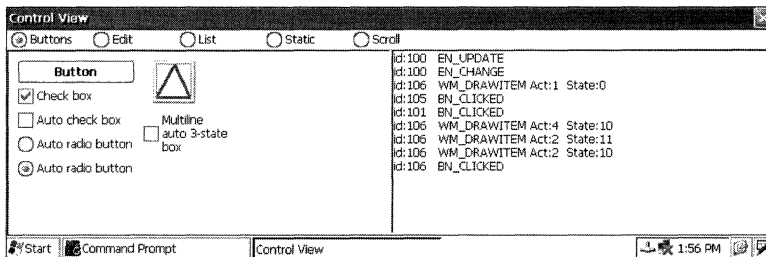 Control View
Buttons Edit List Static Scroll
Button
Check box
Auto check box
Auto radio button
Auto radio button
Multiline
auto 3-state
box
id:100 EN_UPDATE
id:100 EN_CHANGE
id:106 WM_DRAWITEM Act:1 State:0
id:105 BN_CLICKED
id:101 BN_CLICKED
id:106 WM_DRAWITEM Act:4 State:10
id:106 WM_DRAWITEM Act:2 State:11
id:106 WM_DRAWITEM Act:2 State:10
id:106 BN_CLICKED
Start Command Prompt Control View 1:56 PM